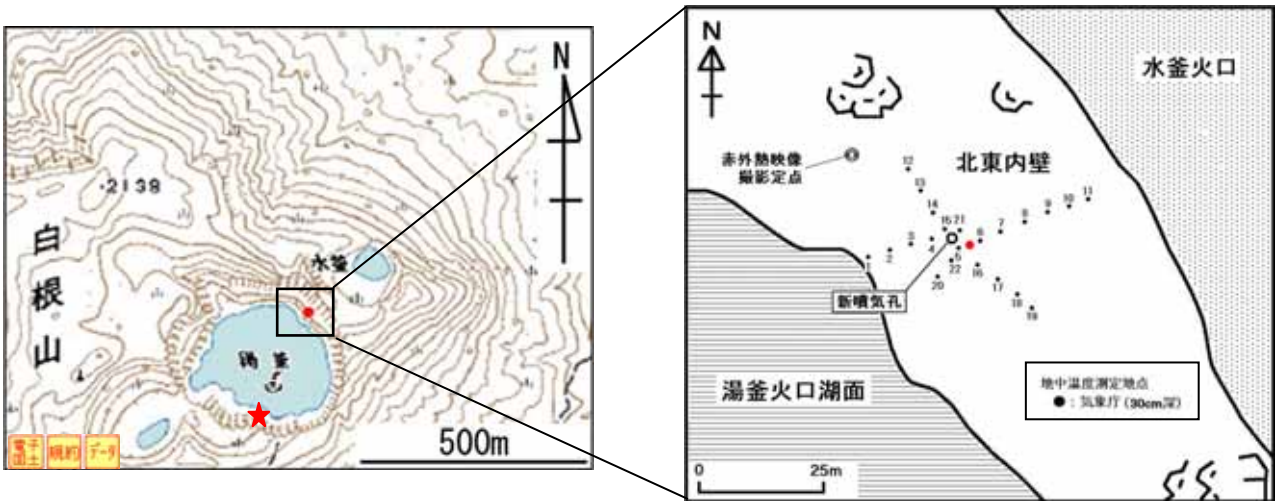 N
・2138
白根山
水釜
湯釜
500m
電子国土
規約
データ
N
水釜火口
赤外熱映像
撮影定点
北東内壁
12
13
14
15
21
11
10
9
8
7
6
3
4
5
2
1
22
16
20
17
18
19
新噴気孔
湯釜火口湖面
地中温度測定地点
●：気象庁（30cm深）
0
25m